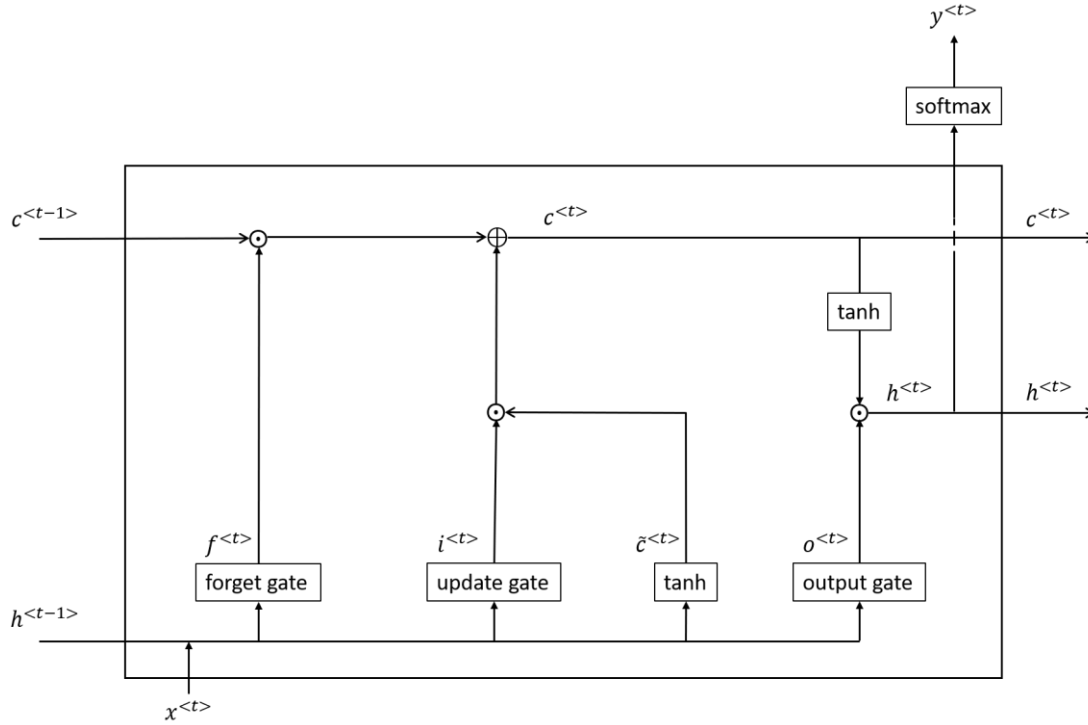 y^{<t>}
softmax
c^{<t−1>}
c^{<t>}
c^{<t>}
tanh
h^{<t>}
h^{<t>}
f^{<t>}
i^{<t>}
c̃^{<t>}
o^{<t>}
forget gate
update gate
tanh
output gate
h^{<t−1>}
x^{<t>}